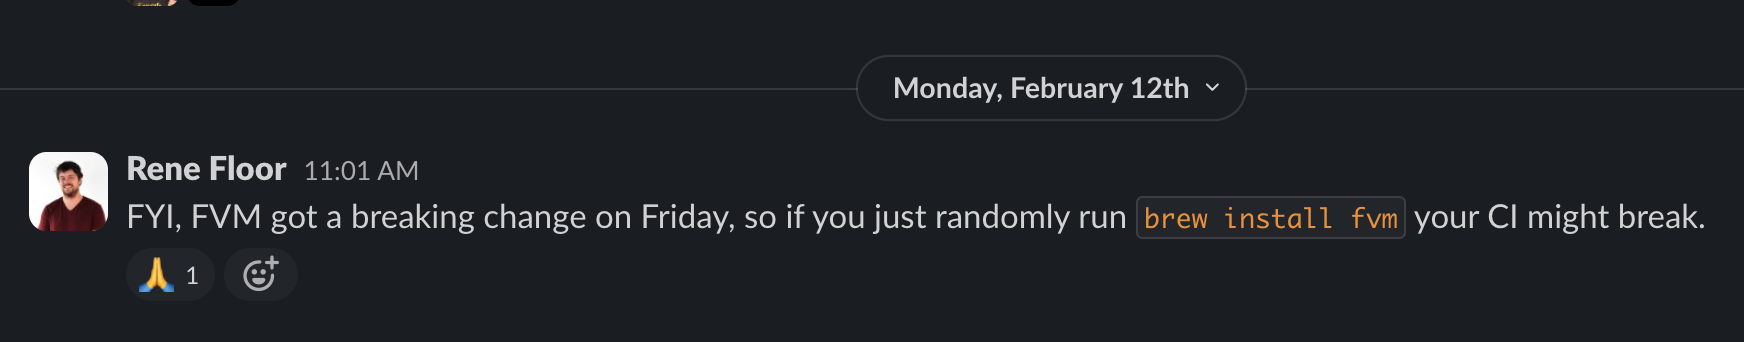 Monday, February 12th
Rene Floor 11:01 AM
FYI, FVM got a breaking change on Friday, so if you just randomly run brew install fvm your CI might break.
1